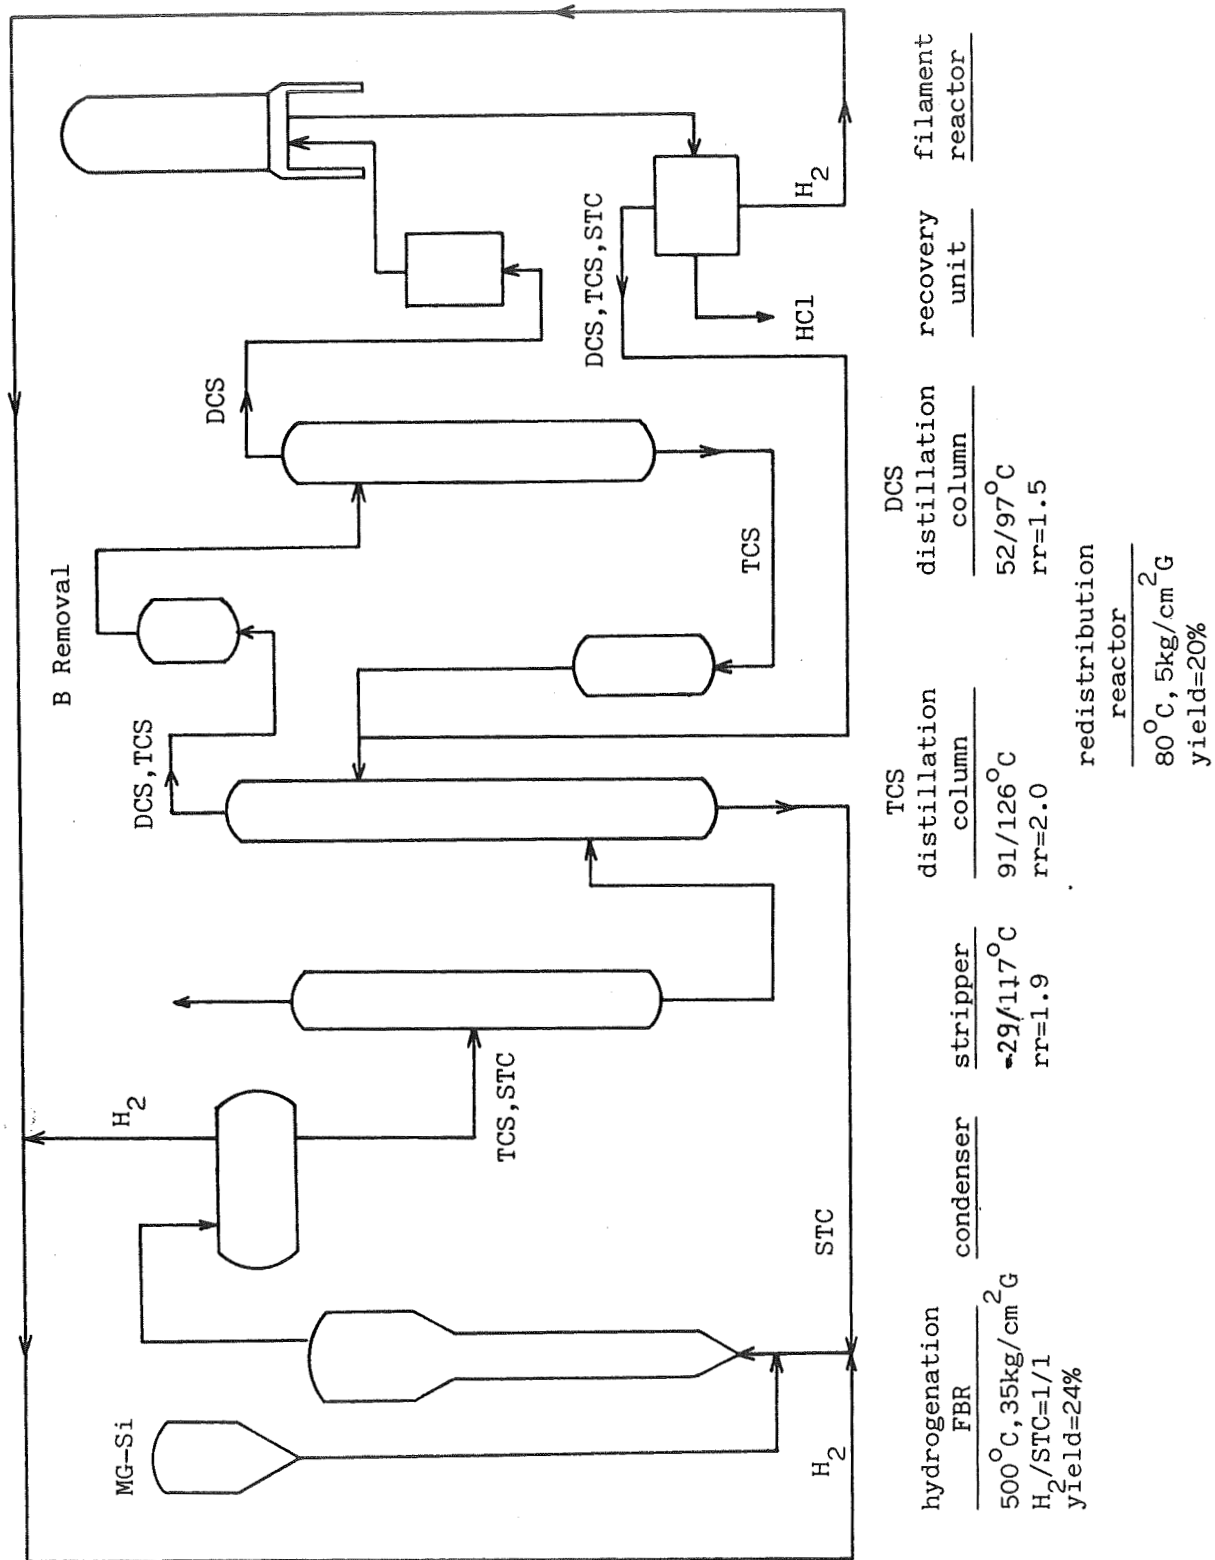 MG-Si
H2
STC
H2
TCS,STC
DCS,TCS
B Removal
TCS
DCS
DCS,TCS,STC
HCl
H2
hydrogenation
FBR
500°C,35kg/cm2G
H2/STC=1/1
yield=24%
condenser
stripper
-29/117°C
rr=1.9
TCS
distillation
column
91/126°C
rr=2.0
redistribution
reactor
80°C,5kg/cm2G
yield=20%
DCS
distillation
column
52/97°C
rr=1.5
recovery
unit
filament
reactor